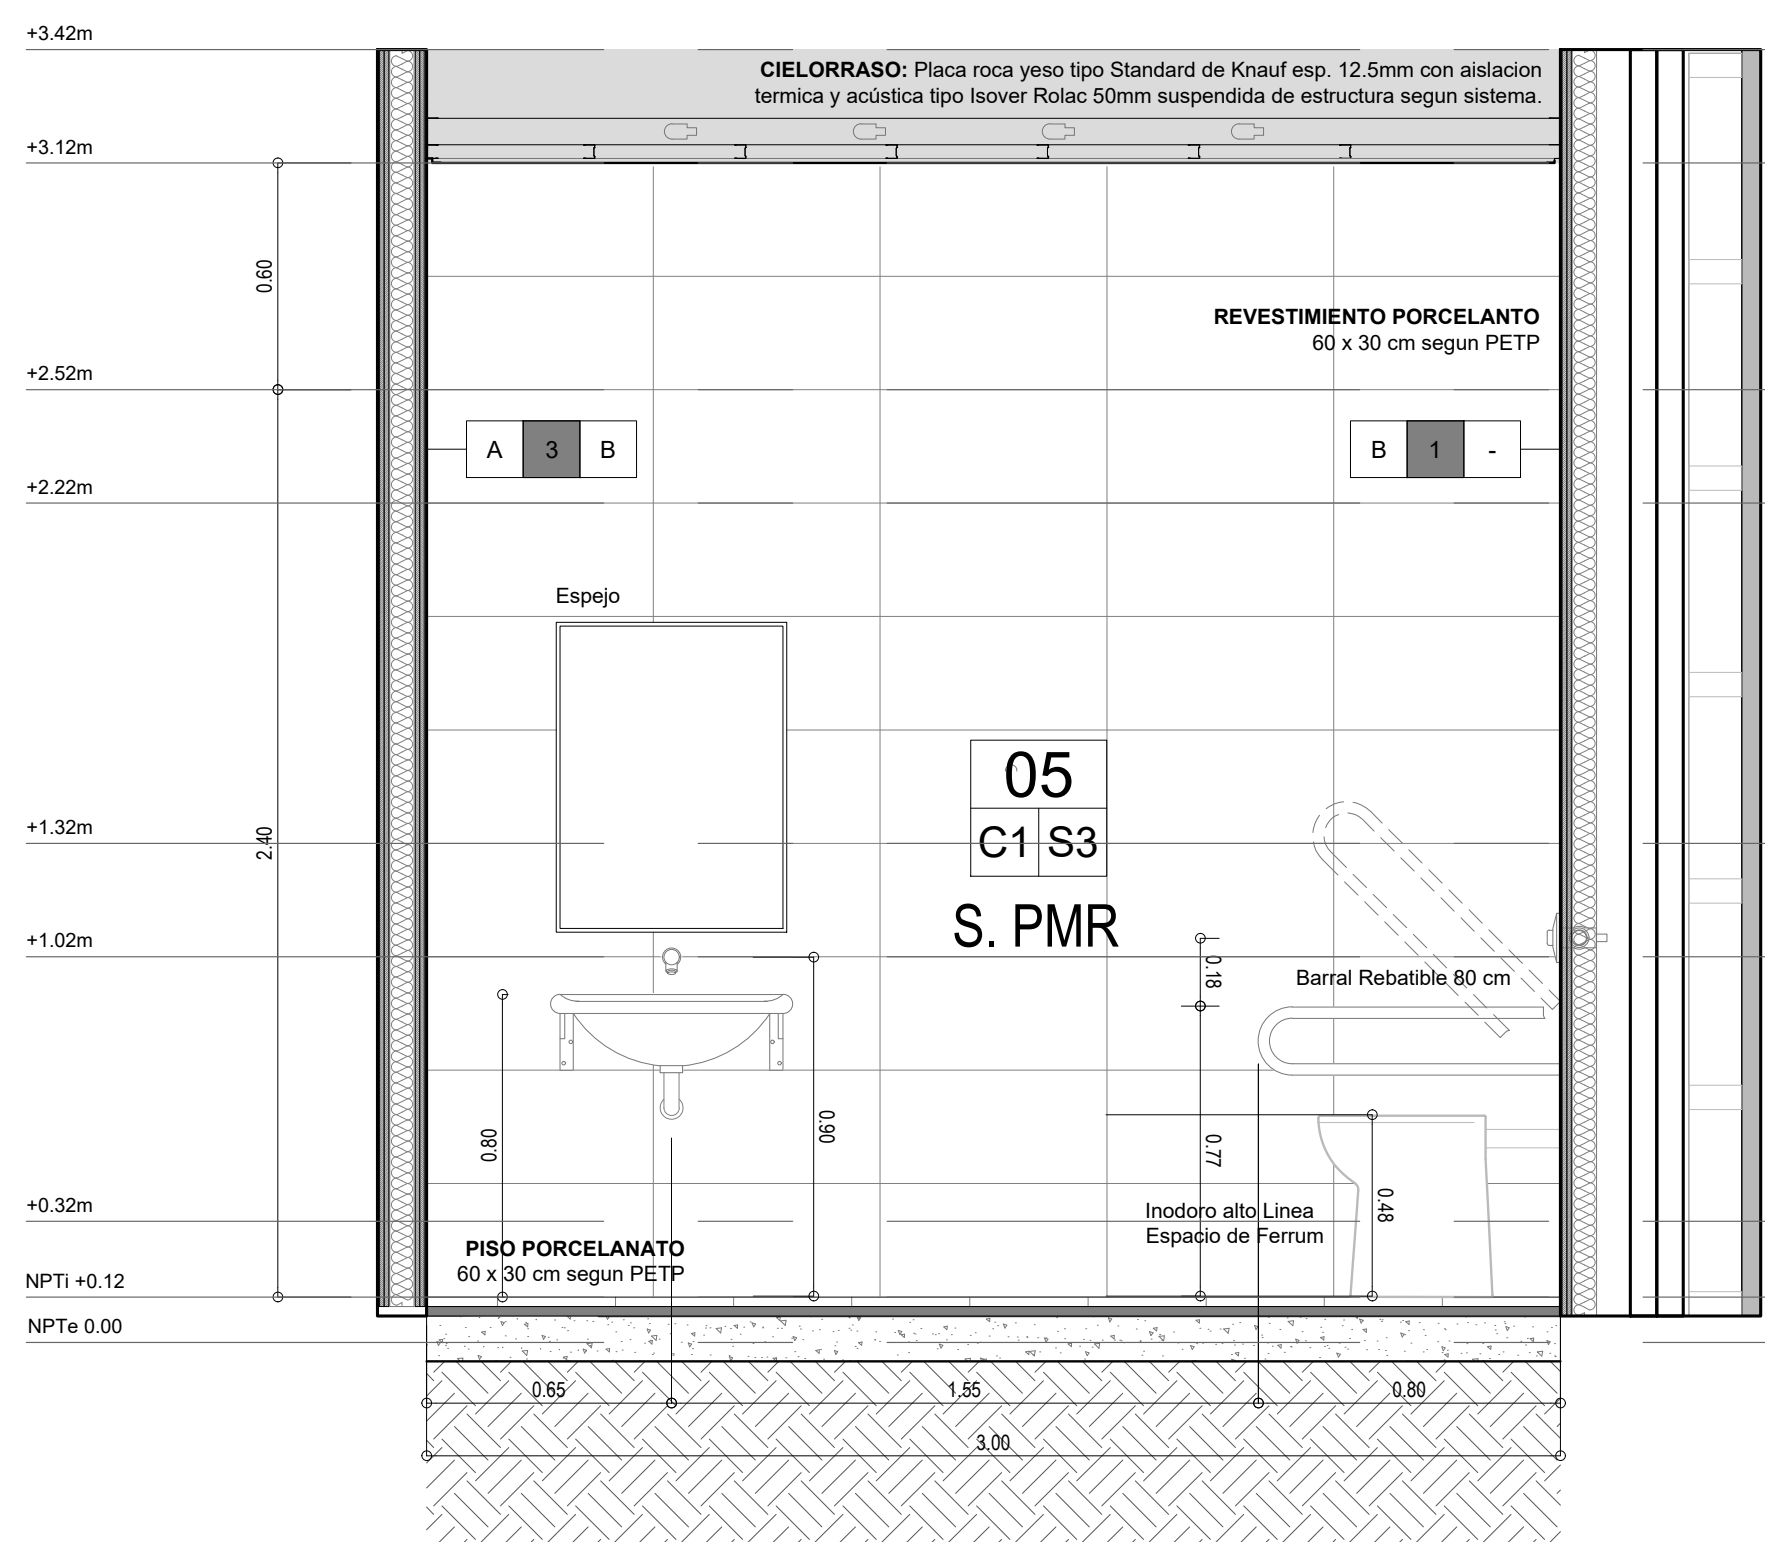 +3.42m
CIELORRASO: Placa roca yeso tipo Standard de Knauf esp. 12.5mm con aislacion
termica y acústica tipo Isover Rolac 50mm suspendida de estructura segun sistema.
+3.12m
0.60
REVESTIMIENTO PORCELANTO
60 x 30 cm segun PETP
+2.52m
A 3 B
B 1 -
+2.22m
Espejo
05
+1.32m
2.40
C1 S3
S. PMR
+1.02m
0.18
Barral Rebatible 80 cm
0.80
0.90
0.77
0.48
+0.32m
Inodoro alto Linea
Espacio de Ferrum
PISO PORCELANATO
60 x 30 cm segun PETP
NPTi +0.12
NPTe 0.00
0.65
1.55
0.80
3.00